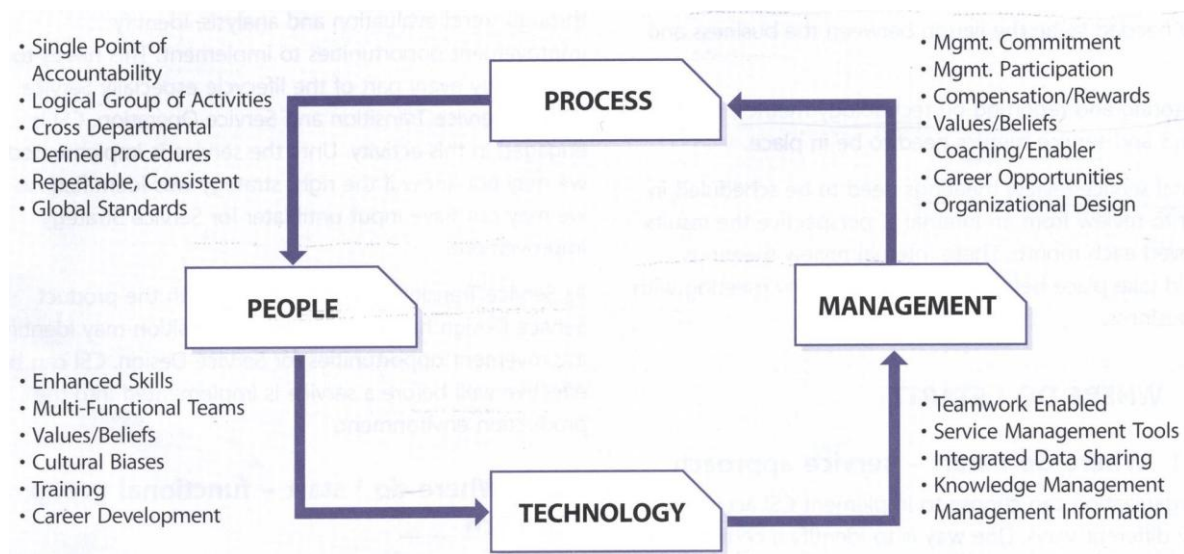 • Single Point of
Accountability
• Logical Group of Activities
• Cross Departmental
• Defined Procedures
• Repeatable, Consistent
• Global Standards
PROCESS
• Mgmt. Commitment
• Mgmt. Participation
• Compensation/Rewards
• Values/Beliefs
• Coaching/Enabler
• Career Opportunities
• Organizational Design
PEOPLE
MANAGEMENT
• Enhanced Skills
• Multi-Functional Teams
• Values/Beliefs
• Cultural Biases
• Training
• Career Development
TECHNOLOGY
• Teamwork Enabled
• Service Management Tools
• Integrated Data Sharing
• Knowledge Management
• Management Information